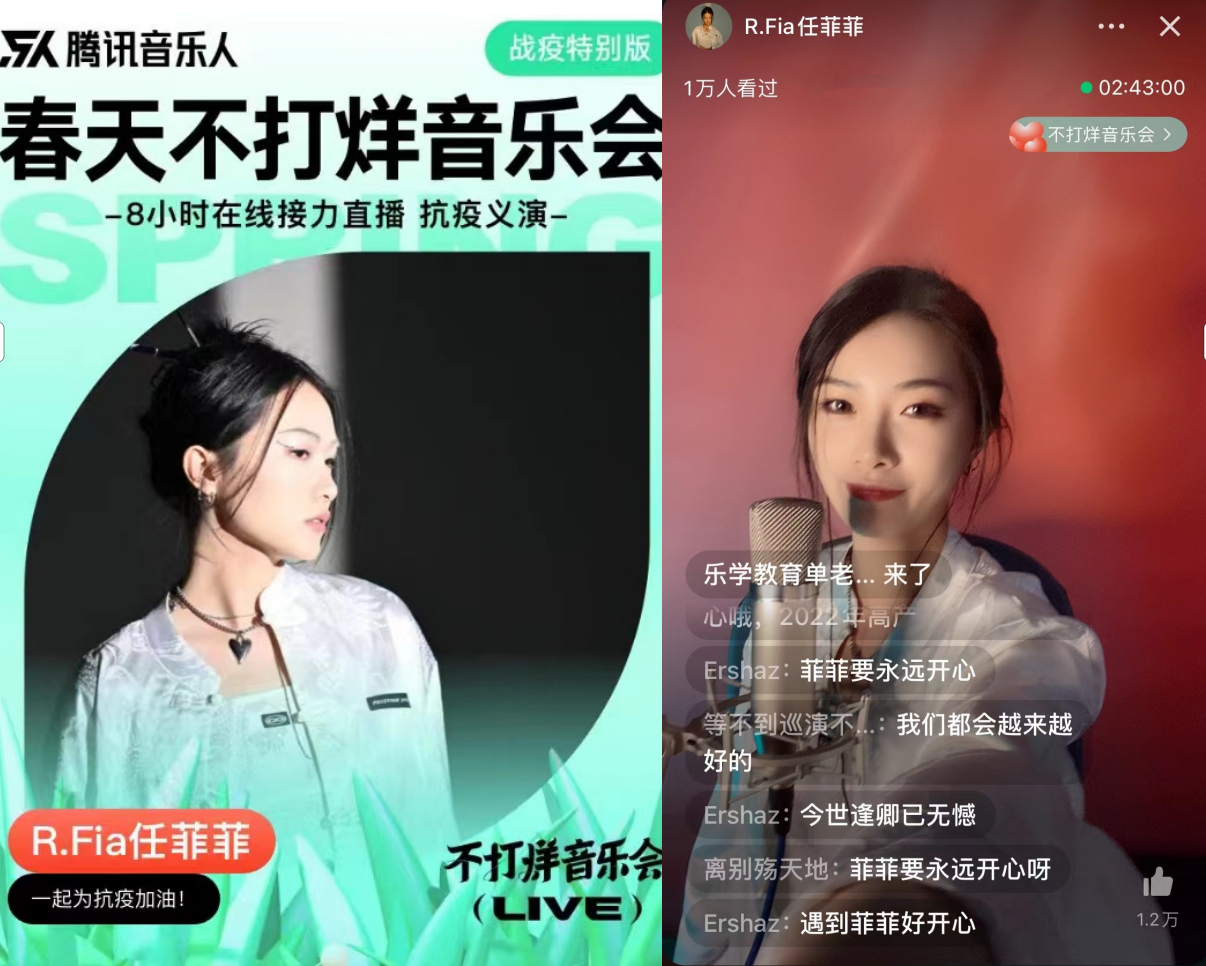 腾讯音乐人
战疫特别版
春天不打烊音乐会
SPRING
-8小时在线接力直播 抗疫义演-
R.Fia任菲菲
一起为抗疫加油！
不打烊音乐会
（LIVE）
R.Fia任菲菲
1万人看过
02:43:00
不打烊音乐会 >
乐学教育单老... 来了
心哦，2022年高产
Ershaz：菲菲要永远开心
等不到巡演不...：我们都会越来越
好的
Ershaz：今世逢卿已无憾
离别殇天地：菲菲要永远开心呀
Ershaz：遇到菲菲好开心
1.2万